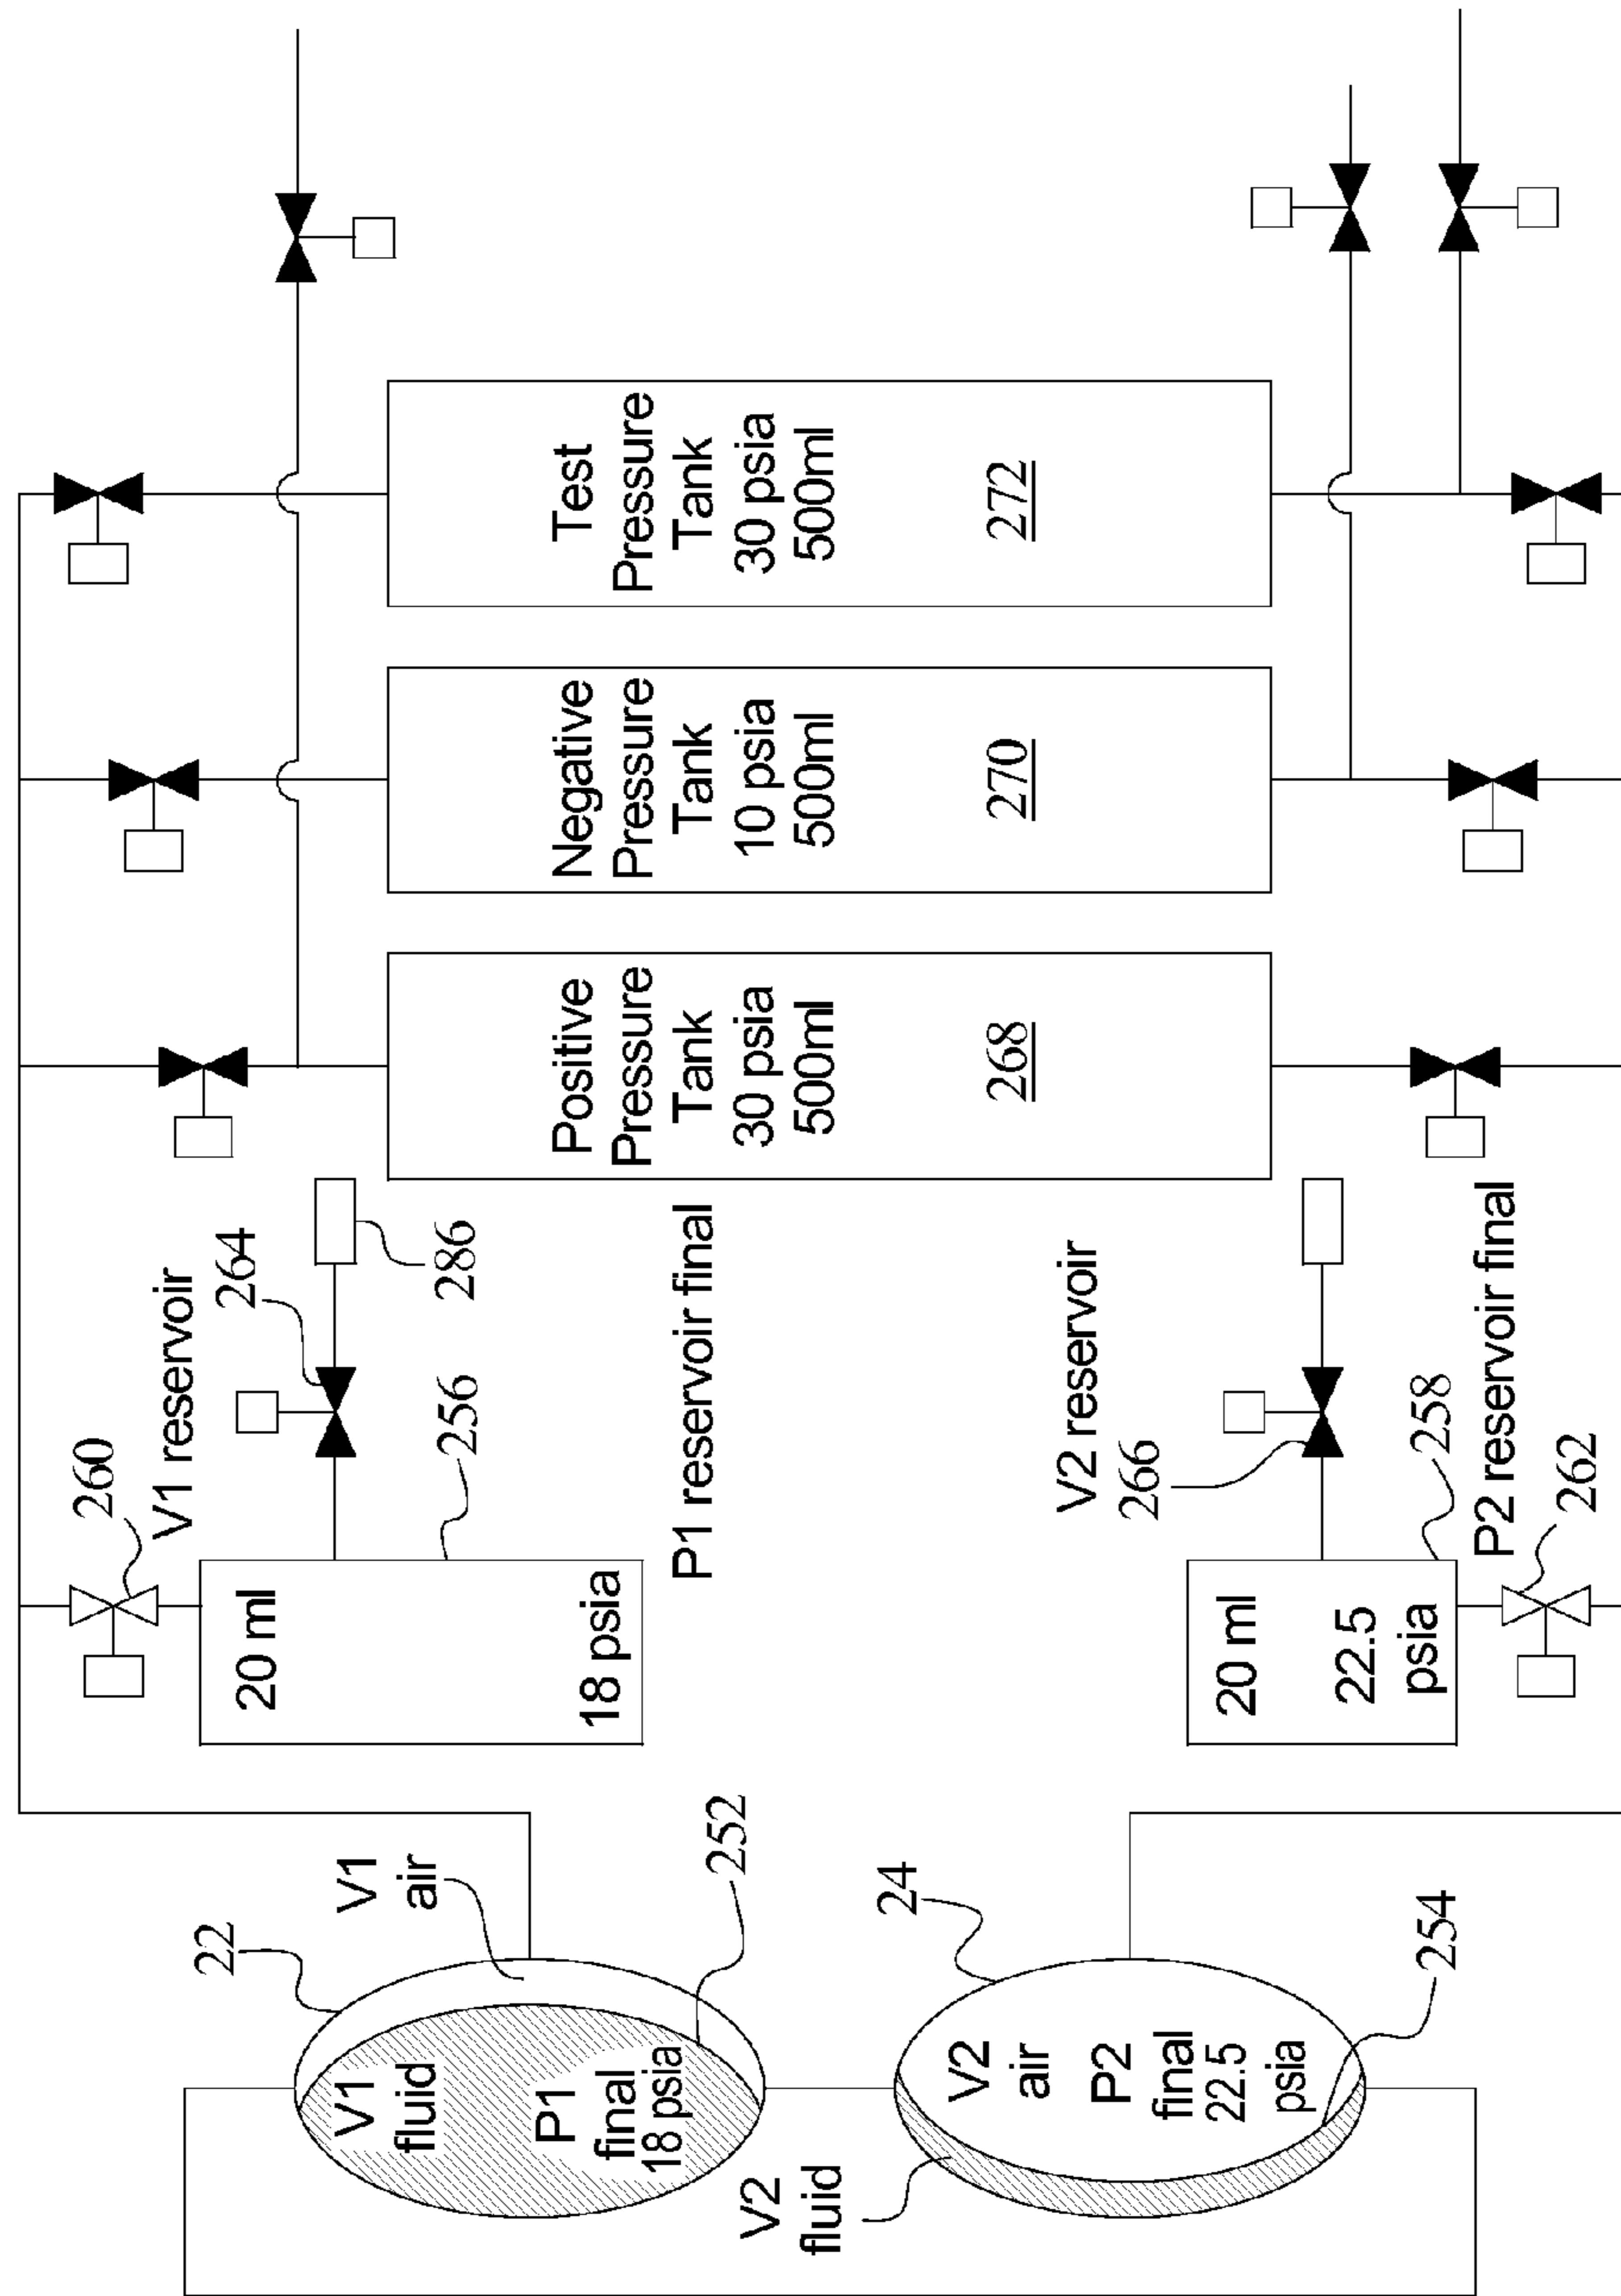 22
V1
air
V1
fluid
P1
final
18 psia
252
V2
fluid
24
V2
air
P2
final
22.5
psia
254
260
V1 reservoir
264
20 ml
18 psia
256
286
P1 reservoir final
V2 reservoir
266
20 ml
22.5
psia
258
P2 reservoir final
262
Positive
Pressure
Tank
30 psia
500ml
268
Negative
Pressure
Tank
10 psia
500ml
270
Test
Pressure
Tank
30 psia
500ml
272